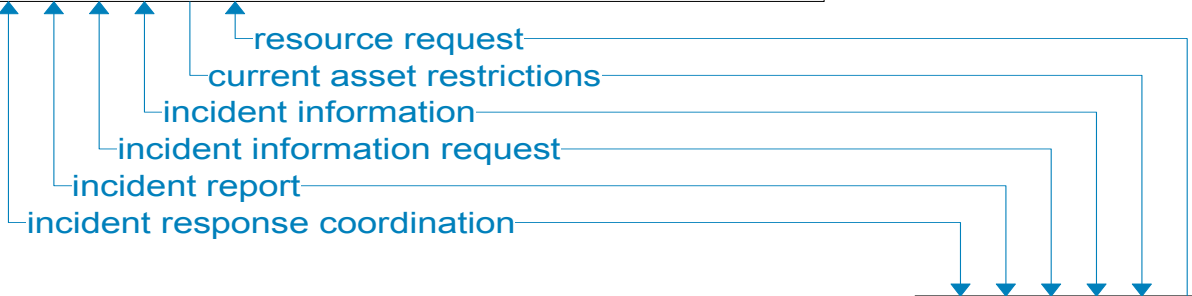 resource request
current asset restrictions
incident information
incident information request
incident report
incident response coordination